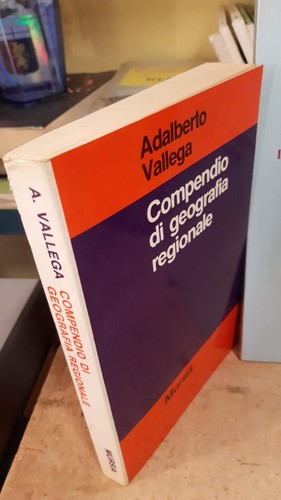 Adalberto
Vallega
Compendio
di geografia
regionale
Mursia
A. VALLEGA
COMPENDIO DI
GEOGRAFIA REGIONALE
MURSIA